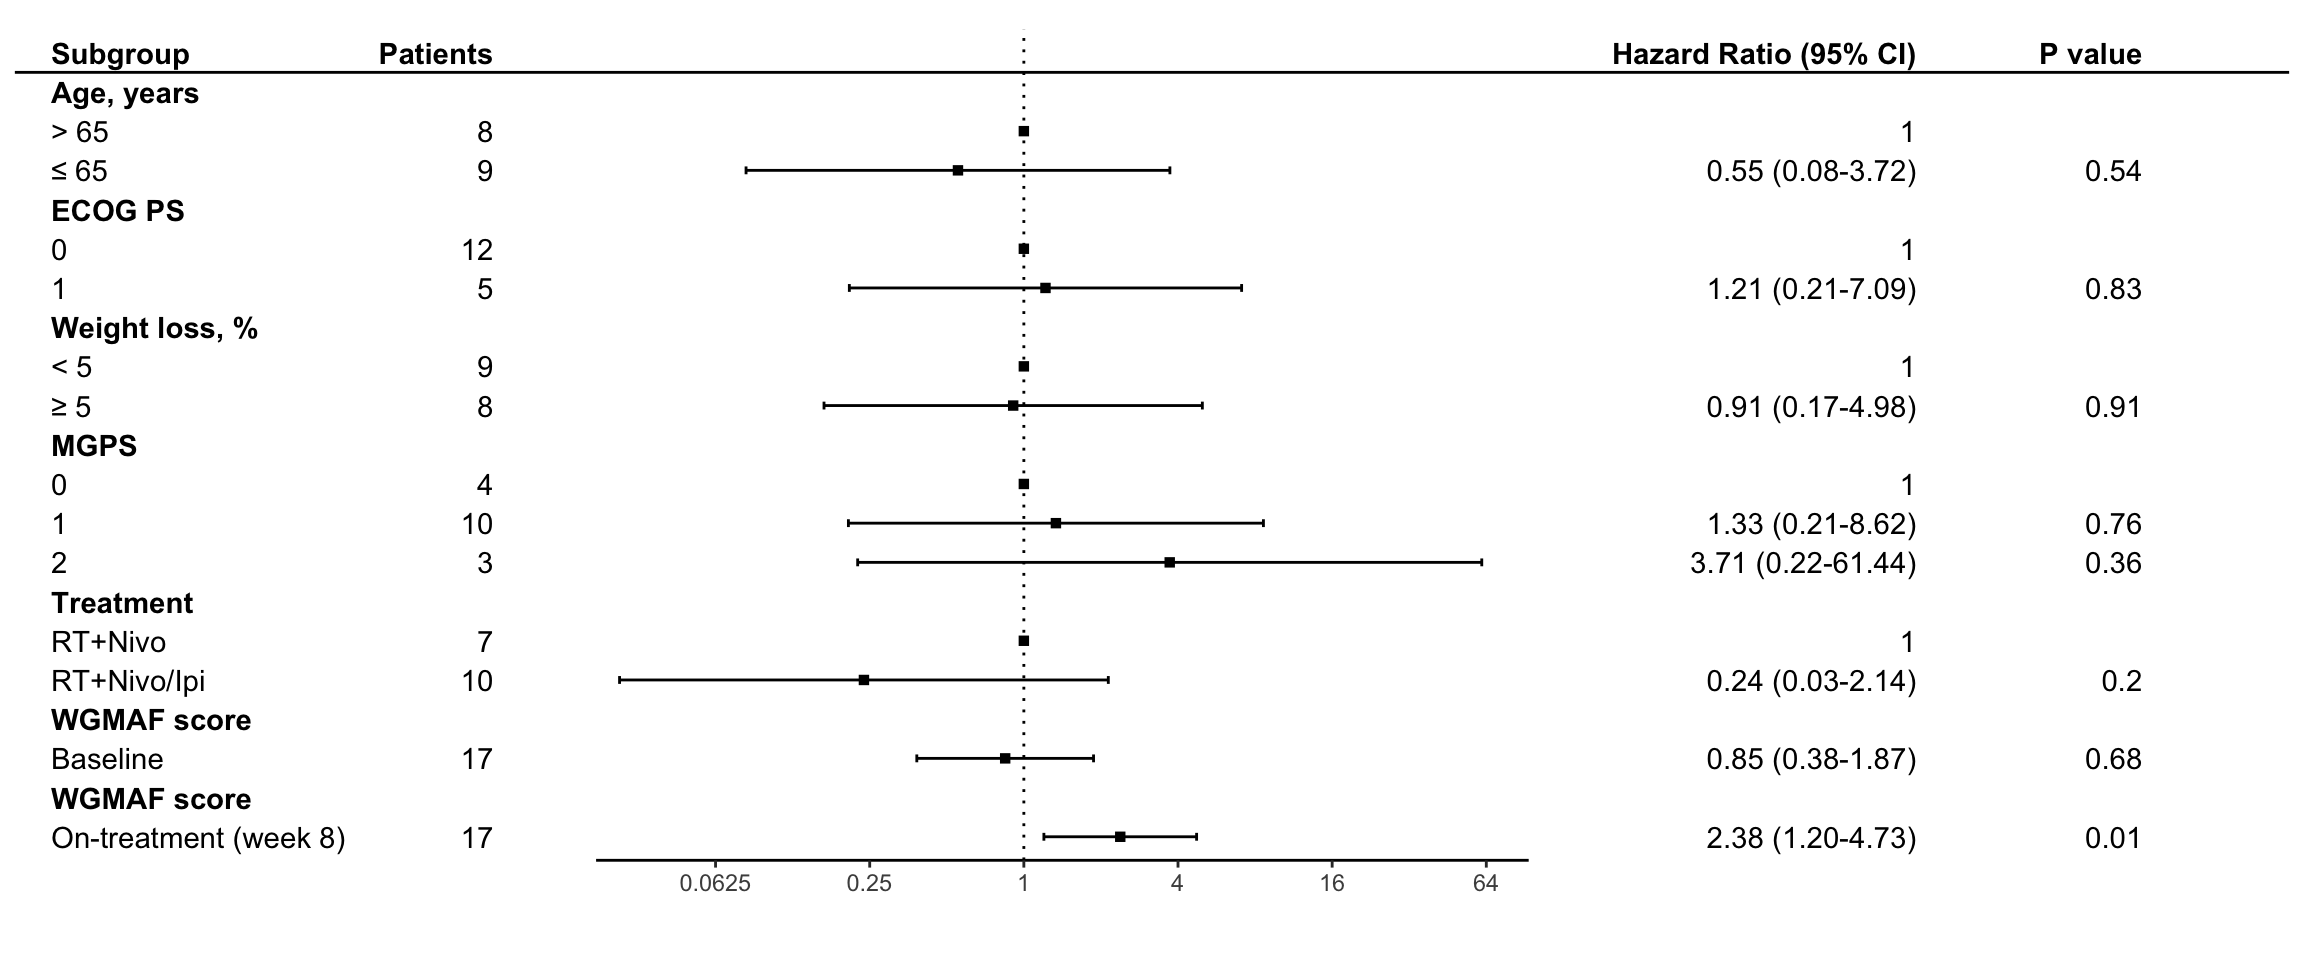 Subgroup Patients Hazard Ratio (95% CI) P value
Age, years
> 65 8 1
≤ 65 9 0.55 (0.08-3.72) 0.54
ECOG PS
0 12 1
1 5 1.21 (0.21-7.09) 0.83
Weight loss, %
< 5 9 1
≥ 5 8 0.91 (0.17-4.98) 0.91
MGPS
0 4 1
1 10 1.33 (0.21-8.62) 0.76
2 3 3.71 (0.22-61.44) 0.36
Treatment
RT+Nivo 7 1
RT+Nivo/Ipi 10 0.24 (0.03-2.14) 0.2
WGMAF score
Baseline 17 0.85 (0.38-1.87) 0.68
WGMAF score
On-treatment (week 8) 17 2.38 (1.20-4.73) 0.01
0.0625 0.25 1 4 16 64